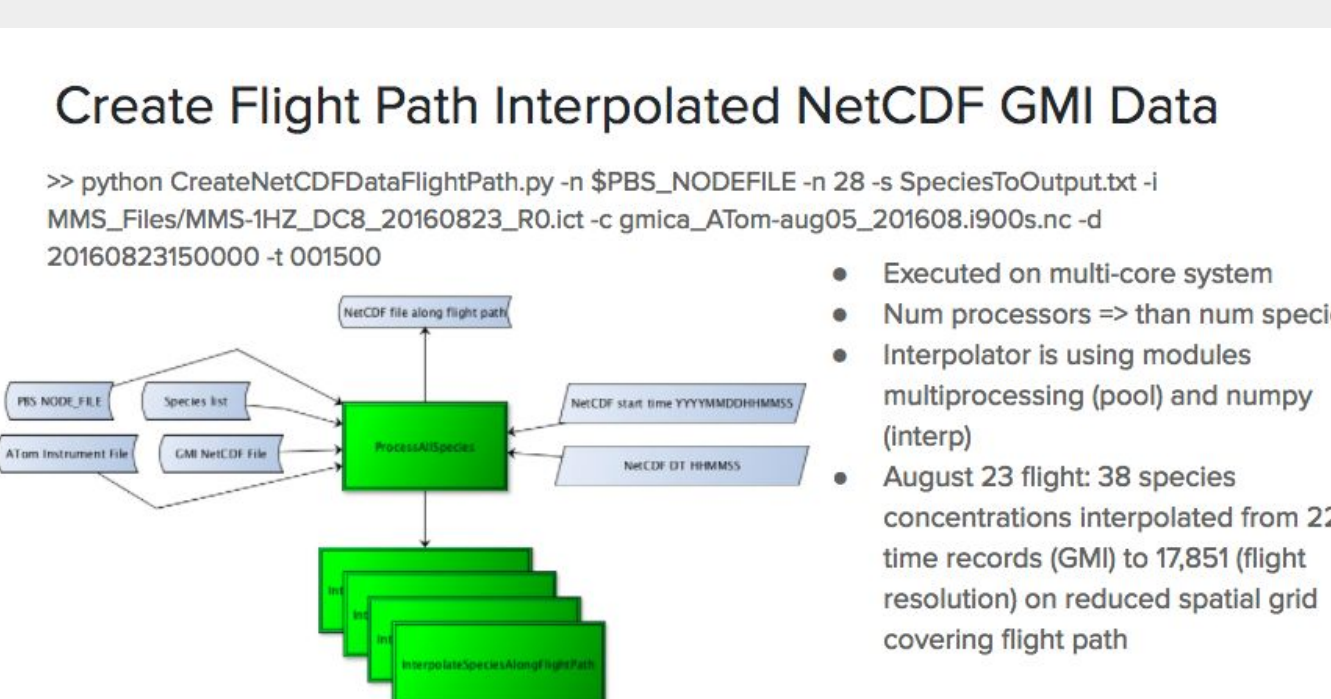 Create Flight Path Interpolated NetCDF GMI Data
>> python CreateNetCDFDataFlightPath.py -n $PBS_NODEFILE -n 28 -s SpeciesToOutput.txt -i
MMS_Files/MMS-1HZ_DC8_20160823_R0.ict -c gmica_ATom-aug05_201608.i900s.nc -d
20160823150000 -t 001500
● Executed on multi-core system
● Num processors => than num
● Interpolator is using modules
multiprocessing (pool) and numpy
(interp)
● August 23 flight: 38 species
concentrations interpolated from
time records (GMI) to 17,851 (flight
resolution) on reduced spatial grid
covering flight path
NetCDF file along flight path
PBS NODE_FILE
Species list
ATom Instrument File
GMI NetCDF File
ProcessAllSpecies
NetCDF start time YYYYMMDDHHMMSS
NetCDF DT HHMMSS
Int
Int
Int
InterpolateSpeciesAlongFlightPath